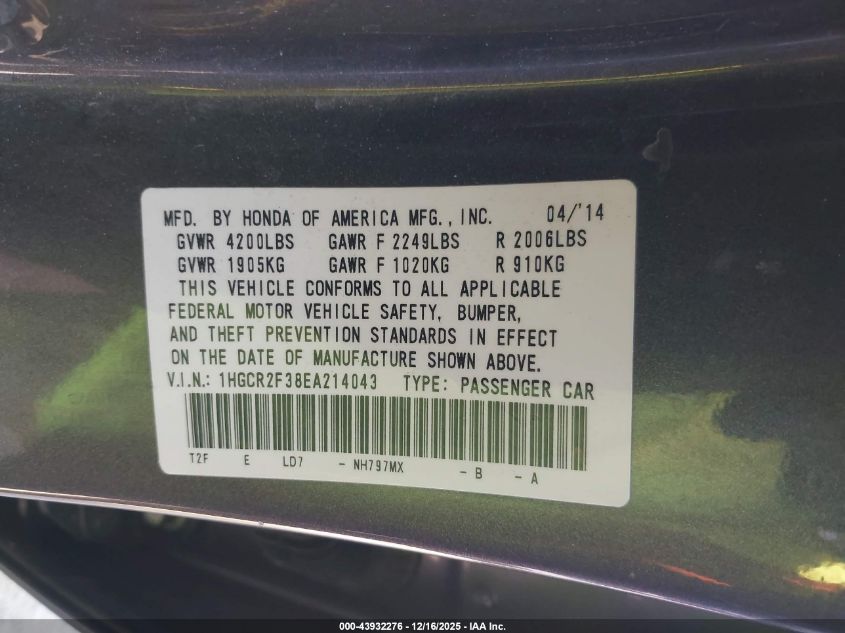 MFD. BY HONDA OF AMERICA MFG., INC. 04/'14
GVWR 4200LBS GAWR F 2249LBS R 2006LBS
GVWR 1905KG GAWR F 1020KG R 910KG
THIS VEHICLE CONFORMS TO ALL APPLICABLE
FEDERAL MOTOR VEHICLE SAFETY, BUMPER,
AND THEFT PREVENTION STANDARDS IN EFFECT
ON THE DATE OF MANUFACTURE SHOWN ABOVE.
V.I.N.: 1HGCR2F38EA214043 TYPE: PASSENGER CAR
T2F E LD7 - NH797MX - B - A
000-43932276 - 12/16/2025 - IAA Inc.